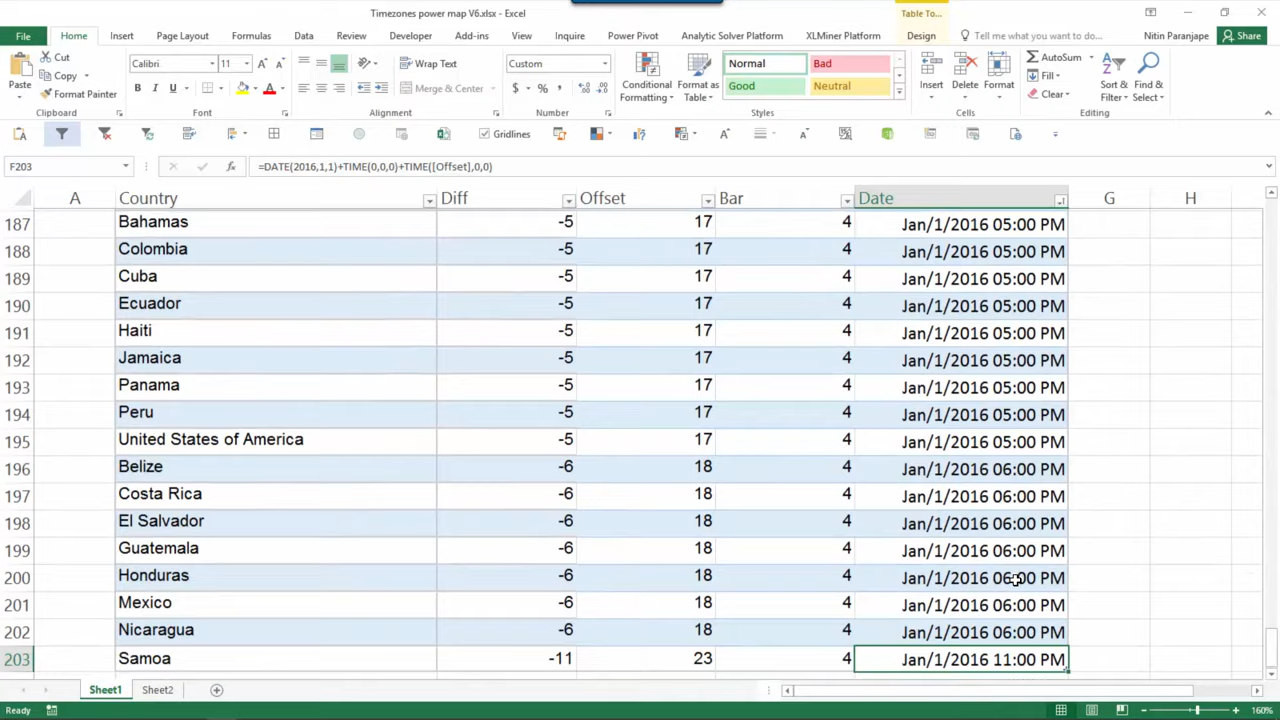 Timezones power map V6.xlsx - Excel
Table To...
Nitin Paranjape
File Home Insert Page Layout Formulas Data Review Developer Add-ins View Inquire Power Pivot Analytic Solver Platform XLMiner Platform Design Tell me what you want to do... Share
Paste
Cut
Copy
Format Painter
Clipboard
Calibri 11
B I U
Font
Wrap Text
Merge & Center
Alignment
Custom
$ % ,
Number
Conditional Formatting
Format as Table
Normal Bad
Good Neutral
Styles
Insert Delete Format
Cells
AutoSum
Fill
Clear
Sort & Filter
Find & Select
Editing
Gridlines
F203 fx =DATE(2016,1,1)+TIME(0,0,0)+TIME([Offset],0,0)
A Country Diff Offset Bar Date G H
187 Bahamas -5 17 4 Jan/1/2016 05:00 PM
188 Colombia -5 17 4 Jan/1/2016 05:00 PM
189 Cuba -5 17 4 Jan/1/2016 05:00 PM
190 Ecuador -5 17 4 Jan/1/2016 05:00 PM
191 Haiti -5 17 4 Jan/1/2016 05:00 PM
192 Jamaica -5 17 4 Jan/1/2016 05:00 PM
193 Panama -5 17 4 Jan/1/2016 05:00 PM
194 Peru -5 17 4 Jan/1/2016 05:00 PM
195 United States of America -5 17 4 Jan/1/2016 05:00 PM
196 Belize -6 18 4 Jan/1/2016 06:00 PM
197 Costa Rica -6 18 4 Jan/1/2016 06:00 PM
198 El Salvador -6 18 4 Jan/1/2016 06:00 PM
199 Guatemala -6 18 4 Jan/1/2016 06:00 PM
200 Honduras -6 18 4 Jan/1/2016 06:00 PM
201 Mexico -6 18 4 Jan/1/2016 06:00 PM
202 Nicaragua -6 18 4 Jan/1/2016 06:00 PM
203 Samoa -11 23 4 Jan/1/2016 11:00 PM
Sheet1 Sheet2
Ready 160%